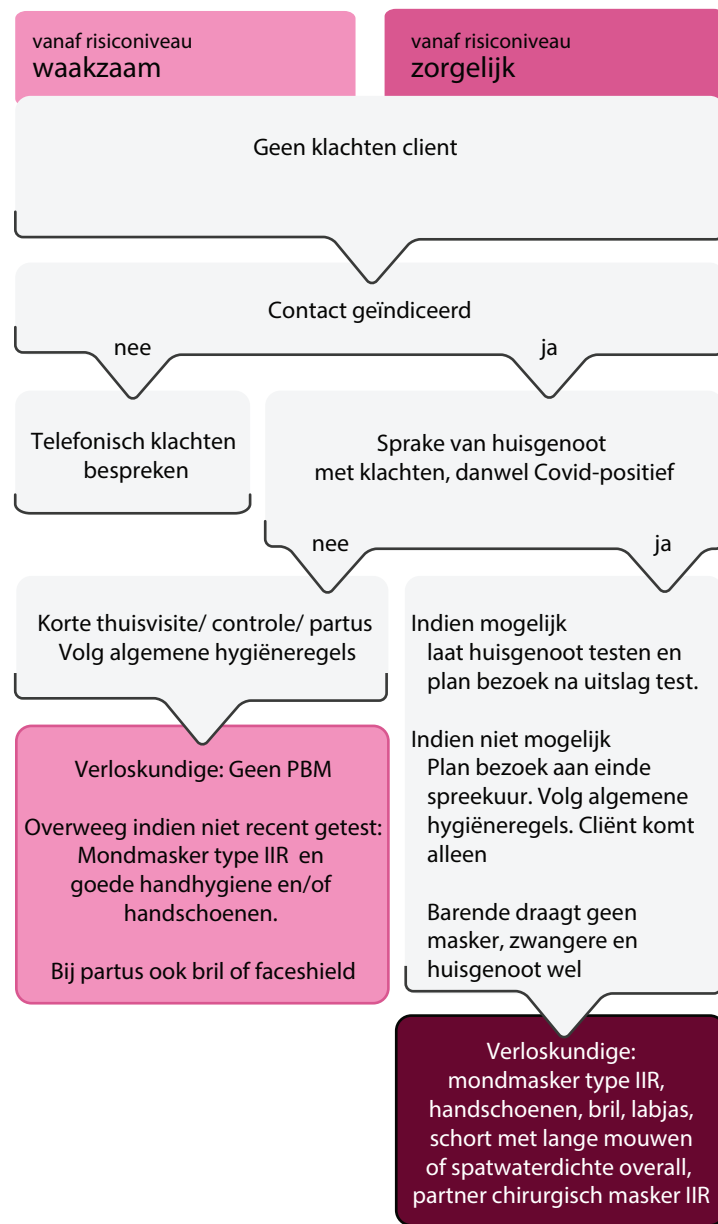 vanaf risiconiveau
waakzaam
vanaf risiconiveau
zorgelijk
Geen klachten client
Contact geïndiceerd
nee
ja
Telefonisch klachten
bespreken
Sprake van huisgenoot
met klachten, danwel Covid-positief
nee
ja
Korte thuisvisite/ controle/ partus
Volg algemene hygiëneregels
Verloskundige: Geen PBM
Overweeg indien niet recent getest:
Mondmasker type IIR en
goede handhygiene en/of
handschoenen.
Bij partus ook bril of faceshield
Indien mogelijk
laat huisgenoot testen en
plan bezoek na uitslag test.
Indien niet mogelijk
Plan bezoek aan einde
spreekuur. Volg algemene
hygiëneregels. Cliënt komt
alleen
Barende draagt geen
masker, zwangere en
huisgenoot wel
Verloskundige:
mondmasker type IIR,
handschoenen, bril, labjas,
schort met lange mouwen
of spatwaterdichte overall,
partner chirurgisch masker IIR